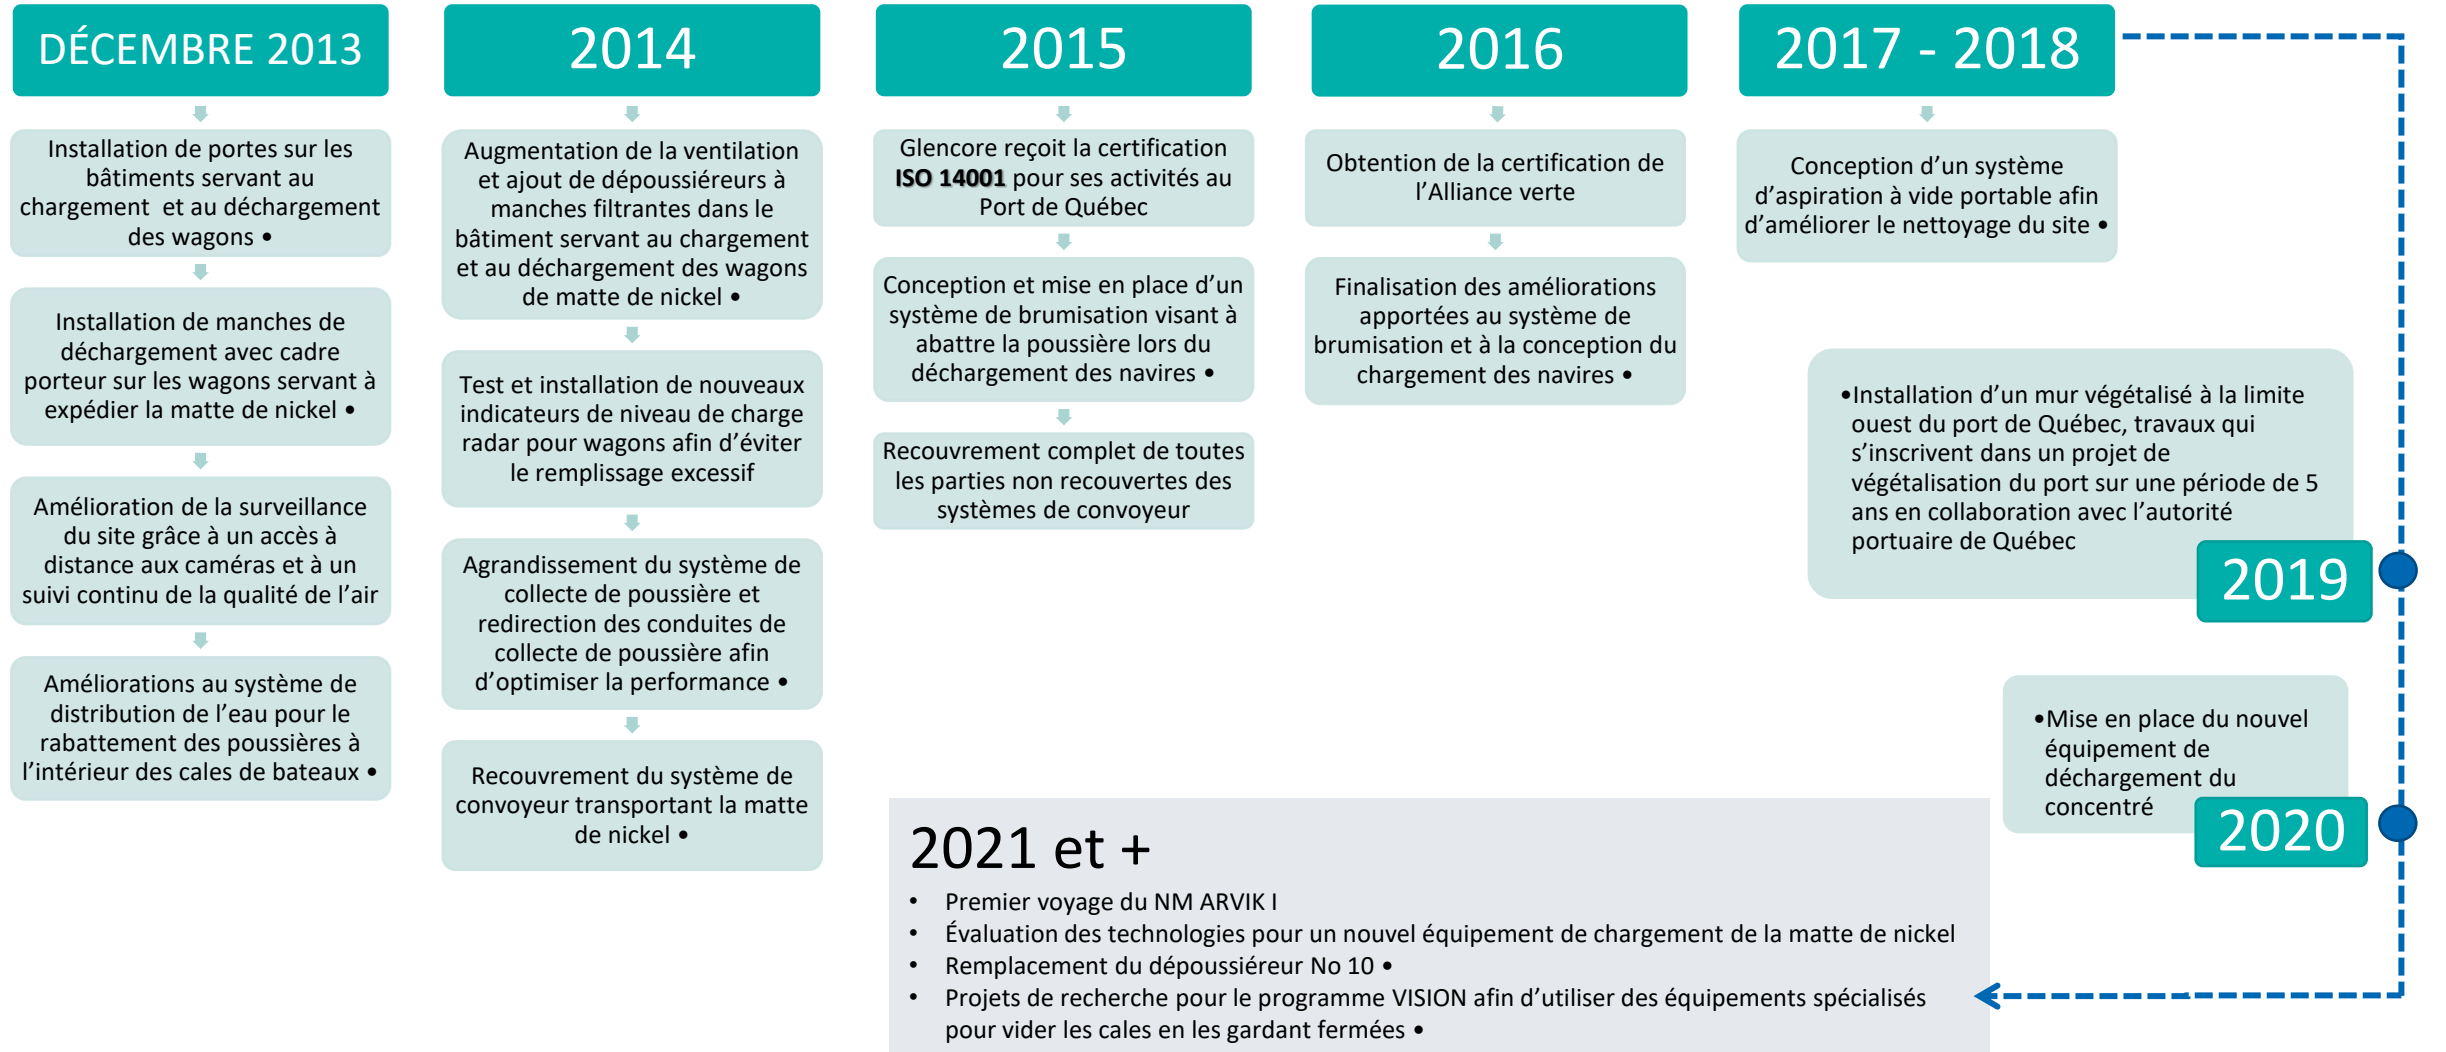 DÉCEMBRE 2013
Installation de portes sur les
bâtiments servant au
chargement  et au déchargement
des wagons •
Installation de manches de
déchargement avec cadre
porteur sur les wagons servant à
expédier la matte de nickel •
Amélioration de la surveillance
du site grâce à un accès à
distance aux caméras et à un
suivi continu de la qualité de l’air
Améliorations au système de
distribution de l’eau pour le
rabattement des poussières à
l’intérieur des cales de bateaux •
2014
Augmentation de la ventilation
et ajout de dépoussiéreurs à
manches filtrantes dans le
bâtiment servant au chargement
et au déchargement des wagons
de matte de nickel •
Test et installation de nouveaux
indicateurs de niveau de charge
radar pour wagons afin d’éviter
le remplissage excessif
Agrandissement du système de
collecte de poussière et
redirection des conduites de
collecte de poussière afin
d’optimiser la performance •
Recouvrement du système de
convoyeur transportant la matte
de nickel •
2015
Glencore reçoit la certification
ISO 14001 pour ses activités au
Port de Québec
Conception et mise en place d’un
système de brumisation visant à
abattre la poussière lors du
déchargement des navires •
Recouvrement complet de toutes
les parties non recouvertes des
systèmes de convoyeur
2016
Obtention de la certification de
l’Alliance verte
Finalisation des améliorations
apportées au système de
brumisation et à la conception du
chargement des navires •
2017 - 2018
Conception d’un système
d’aspiration à vide portable afin
d’améliorer le nettoyage du site •
•Installation d’un mur végétalisé à la limite
ouest du port de Québec, travaux qui
s’inscrivent dans un projet de
végétalisation du port sur une période de 5
ans en collaboration avec l’autorité
portuaire de Québec
2019
•Mise en place du nouvel
équipement de
déchargement du
concentré
2020
2021 et +
• Premier voyage du NM ARVIK I
• Évaluation des technologies pour un nouvel équipement de chargement de la matte de nickel
• Remplacement du dépoussiéreur No 10 •
• Projets de recherche pour le programme VISION afin d’utiliser des équipements spécialisés
pour vider les cales en les gardant fermées •